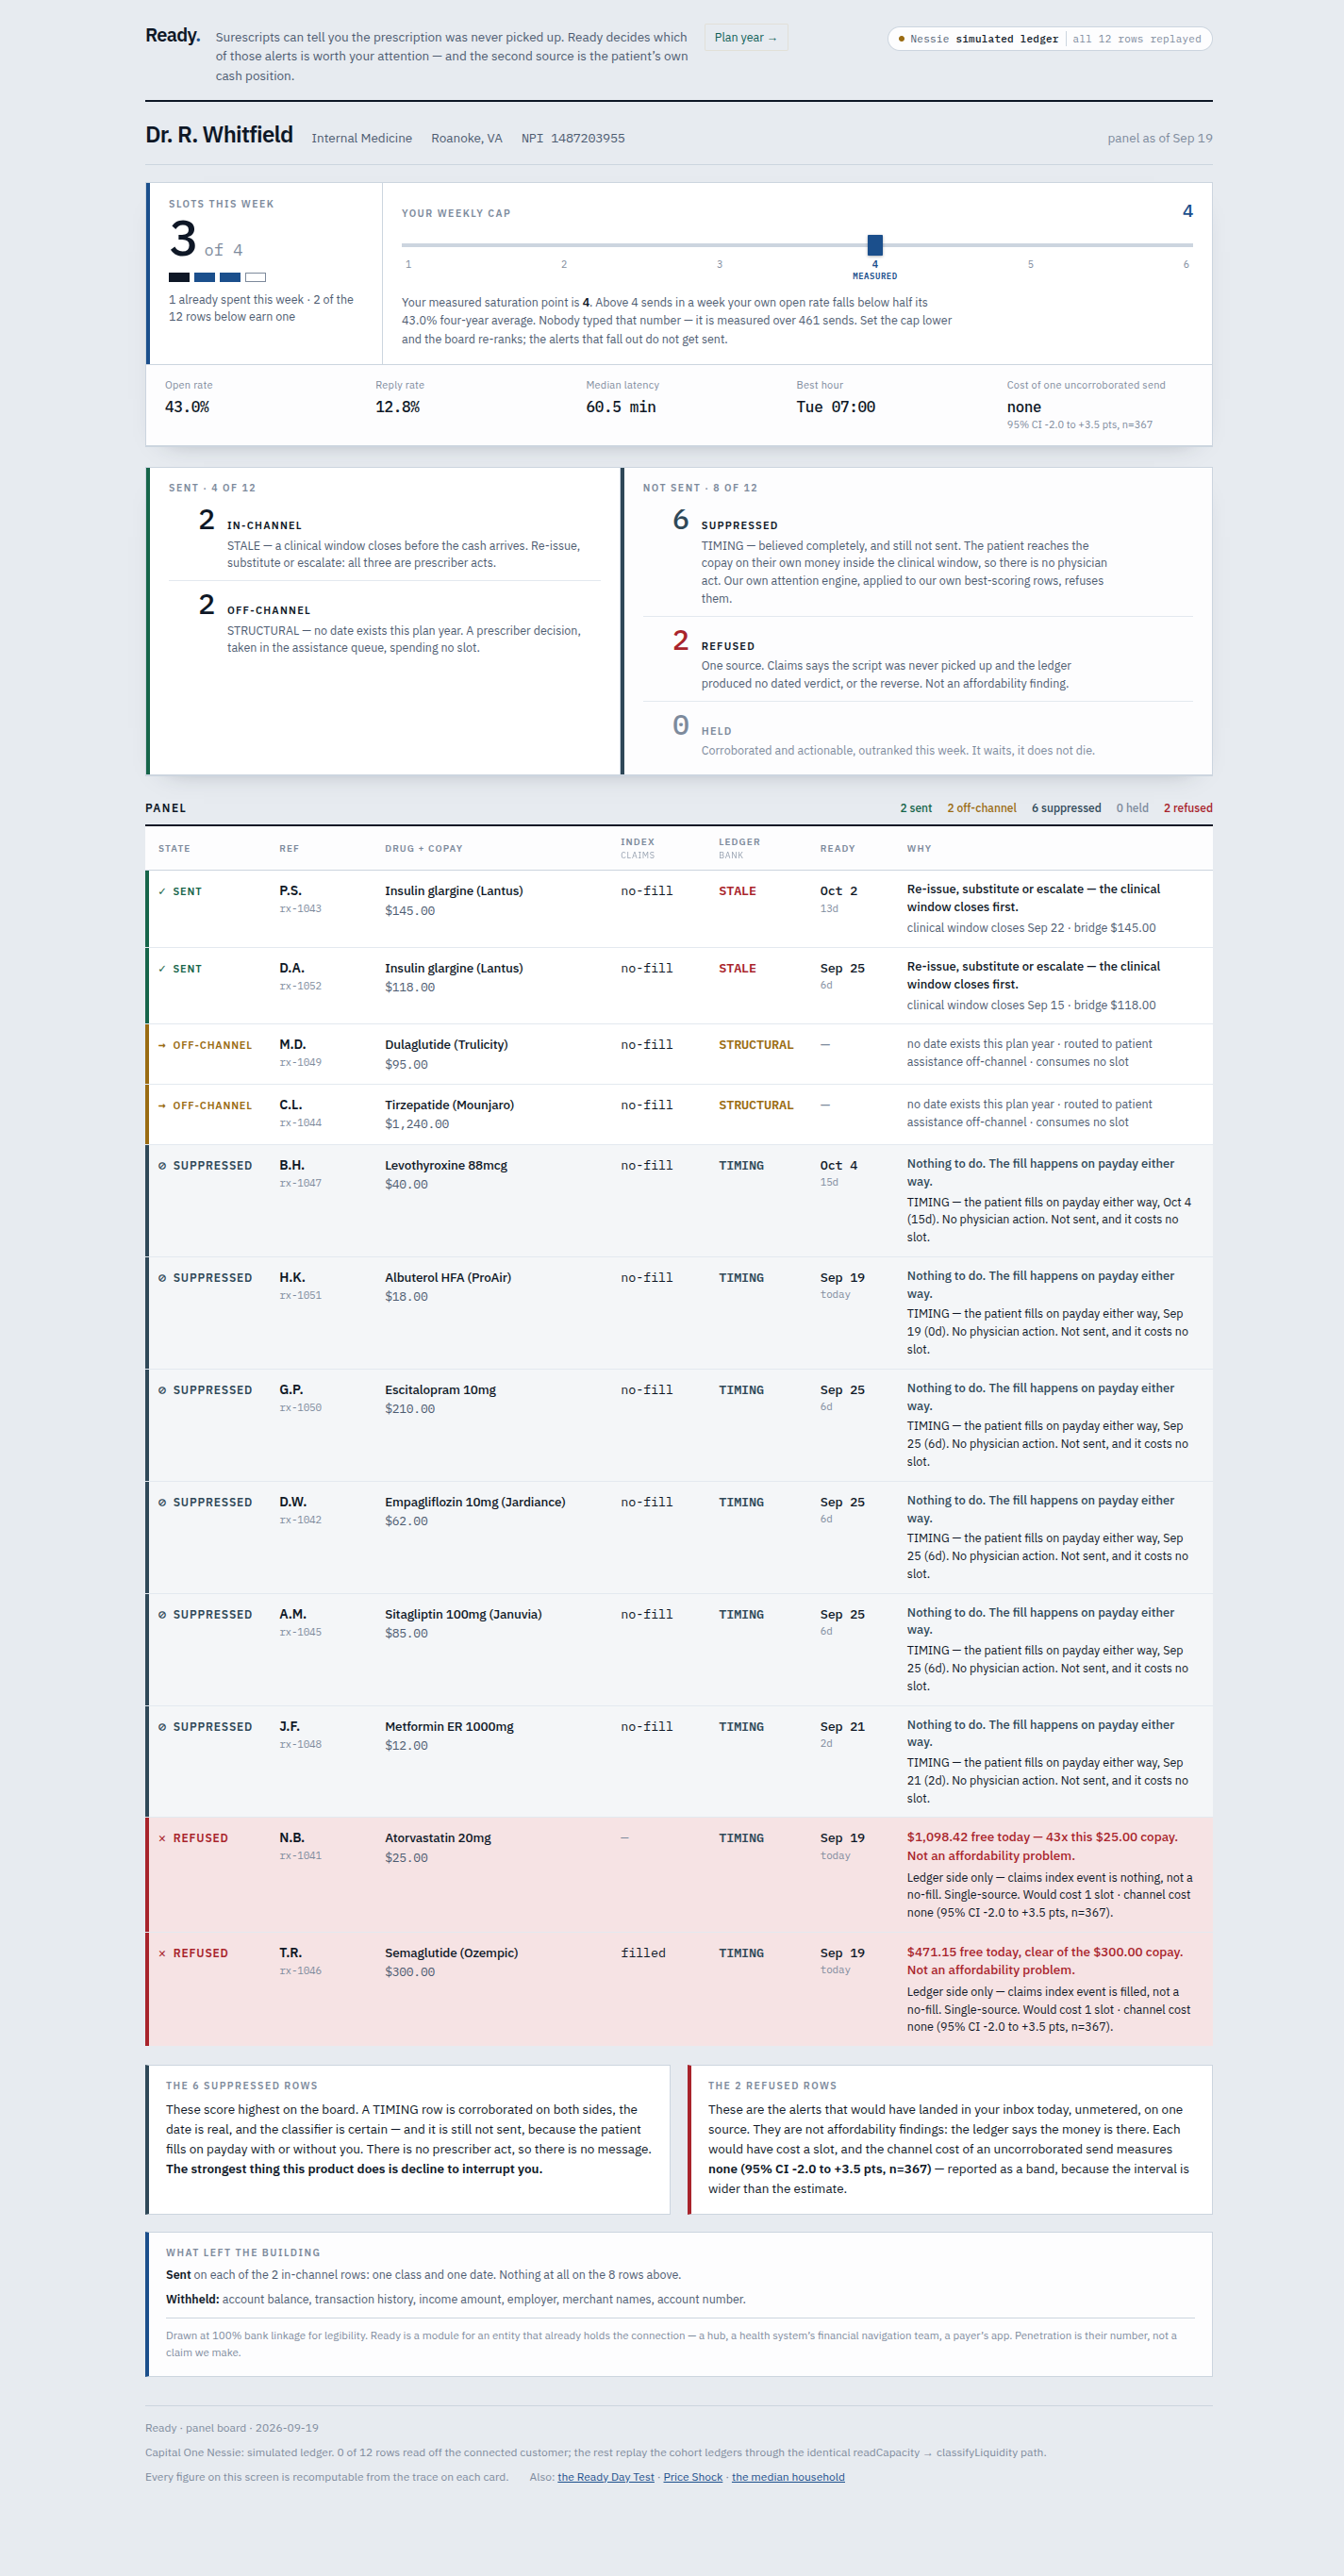 Ready.
Surescripts can tell you the prescription was never picked up. Ready decides which
of those alerts is worth your attention — and the second source is the patient's own
cash position.
Plan year →
Nessie simulated ledger | all 12 rows replayed
Dr. R. Whitfield Internal Medicine Roanoke, VA NPI 1487203955
panel as of Sep 19
SLOTS THIS WEEK
3 of 4
1 already spent this week · 2 of the
12 rows below earn one
YOUR WEEKLY CAP
4
1 2 3 4 5 6
MEASURED
Your measured saturation point is 4. Above 4 sends in a week your own open rate falls below half its
43.0% four-year average. Nobody typed that number — it is measured over 461 sends. Set the cap lower
and the board re-ranks; the alerts that fall out do not get sent.
Open rate
43.0%
Reply rate
12.8%
Median latency
60.5 min
Best hour
Tue 07:00
Cost of one uncorroborated send
none
95% CI -2.0 to +3.5 pts, n=367
SENT · 4 OF 12
2 IN-CHANNEL
STALE — a clinical window closes before the cash arrives. Re-issue,
substitute or escalate: all three are prescriber acts.
2 OFF-CHANNEL
STRUCTURAL — no date exists this plan year. A prescriber decision,
taken in the assistance queue, spending no slot.
NOT SENT · 8 OF 12
6 SUPPRESSED
TIMING — believed completely, and still not sent. The patient reaches the
copay on their own money inside the clinical window, so there is no physician
act. Our own attention engine, applied to our own best-scoring rows, refuses
them.
2 REFUSED
One source. Claims says the script was never picked up and the ledger
produced no dated verdict, or the reverse. Not an affordability finding.
0 HELD
Corroborated and actionable, outranked this week. It waits, it does not die.
PANEL
2 sent 2 off-channel 6 suppressed 0 held 2 refused
STATE REF DRUG + COPAY INDEX LEDGER READY WHY
CLAIMS BANK
✓ SENT P.S. Insulin glargine (Lantus) no-fill STALE Oct 2 Re-issue, substitute or escalate — the clinical
window closes first.
rx-1043 $145.00 13d clinical window closes Sep 22 · bridge $145.00
✓ SENT D.A. Insulin glargine (Lantus) no-fill STALE Sep 25 Re-issue, substitute or escalate — the clinical
window closes first.
rx-1052 $118.00 6d clinical window closes Sep 15 · bridge $118.00
→ OFF-CHANNEL M.D. Dulaglutide (Trulicity) no-fill STRUCTURAL — no date exists this plan year · routed to patient
rx-1049 $95.00 assistance off-channel · consumes no slot
→ OFF-CHANNEL C.L. Tirzepatide (Mounjaro) no-fill STRUCTURAL — no date exists this plan year · routed to patient
rx-1044 $1,240.00 assistance off-channel · consumes no slot
⊘ SUPPRESSED B.H. Levothyroxine 88mcg no-fill TIMING Oct 4 Nothing to do. The fill happens on payday either
way.
rx-1047 $40.00 15d TIMING — the patient fills on payday either way, Oct 4
(15d). No physician action. Not sent, and it costs no
slot.
⊘ SUPPRESSED H.K. Albuterol HFA (ProAir) no-fill TIMING Sep 19 Nothing to do. The fill happens on payday either
way.
rx-1051 $18.00 today TIMING — the patient fills on payday either way, Sep
19 (0d). No physician action. Not sent, and it costs no
slot.
⊘ SUPPRESSED G.P. Escitalopram 10mg no-fill TIMING Sep 25 Nothing to do. The fill happens on payday either
way.
rx-1050 $210.00 6d TIMING — the patient fills on payday either way, Sep
25 (6d). No physician action. Not sent, and it costs no
slot.
⊘ SUPPRESSED D.W. Empagliflozin 10mg (Jardiance) no-fill TIMING Sep 25 Nothing to do. The fill happens on payday either
way.
rx-1042 $62.00 6d TIMING — the patient fills on payday either way, Sep
25 (6d). No physician action. Not sent, and it costs no
slot.
⊘ SUPPRESSED A.M. Sitagliptin 100mg (Januvia) no-fill TIMING Sep 25 Nothing to do. The fill happens on payday either
way.
rx-1045 $85.00 6d TIMING — the patient fills on payday either way, Sep
25 (6d). No physician action. Not sent, and it costs no
slot.
⊘ SUPPRESSED J.F. Metformin ER 1000mg no-fill TIMING Sep 21 Nothing to do. The fill happens on payday either
way.
rx-1048 $12.00 2d TIMING — the patient fills on payday either way, Sep
21 (2d). No physician action. Not sent, and it costs no
slot.
✕ REFUSED N.B. Atorvastatin 20mg — TIMING Sep 19 $1,098.42 free today — 43x this $25.00 copay.
Not an affordability problem.
rx-1041 $25.00 today Ledger side only — claims index event is nothing, not a
no-fill. Single-source. Would cost 1 slot · channel cost
none (95% CI -2.0 to +3.5 pts, n=367).
✕ REFUSED T.R. Semaglutide (Ozempic) filled TIMING Sep 19 $471.15 free today, clear of the $300.00 copay.
Not an affordability problem.
rx-1046 $300.00 today Ledger side only — claims index event is filled, not a
no-fill. Single-source. Would cost 1 slot · channel cost
none (95% CI -2.0 to +3.5 pts, n=367).
THE 6 SUPPRESSED ROWS
These score highest on the board. A TIMING row is corroborated on both sides, the
date is real, and the classifier is certain — and it is still not sent, because the patient
fills on payday with or without you. There is no prescriber act, so there is no message.
The strongest thing this product does is decline to interrupt you.
THE 2 REFUSED ROWS
These are the alerts that would have landed in your inbox today, unmetered, on one
source. They are not affordability findings: the ledger says the money is there. Each
would have cost a slot, and the channel cost of an uncorroborated send measures
none (95% CI -2.0 to +3.5 pts, n=367) — reported as a band, because the interval is
wider than the estimate.
WHAT LEFT THE BUILDING
Sent on each of the 2 in-channel rows: one class and one date. Nothing at all on the 8 rows above.
Withheld: account balance, transaction history, income amount, employer, merchant names, account number.
Drawn at 100% bank linkage for legibility. Ready is a module for an entity that already holds the connection — a hub, a health system's financial navigation team, a payer's app. Penetration is their number, not a
claim we make.
Ready · panel board · 2026-09-19
Capital One Nessie: simulated ledger. 0 of 12 rows read off the connected customer; the rest replay the cohort ledgers through the identical readCapacity → classifyLiquidity path.
Every figure on this screen is recomputable from the trace on each card. Also: the Ready Day Test · Price Shock · the median household